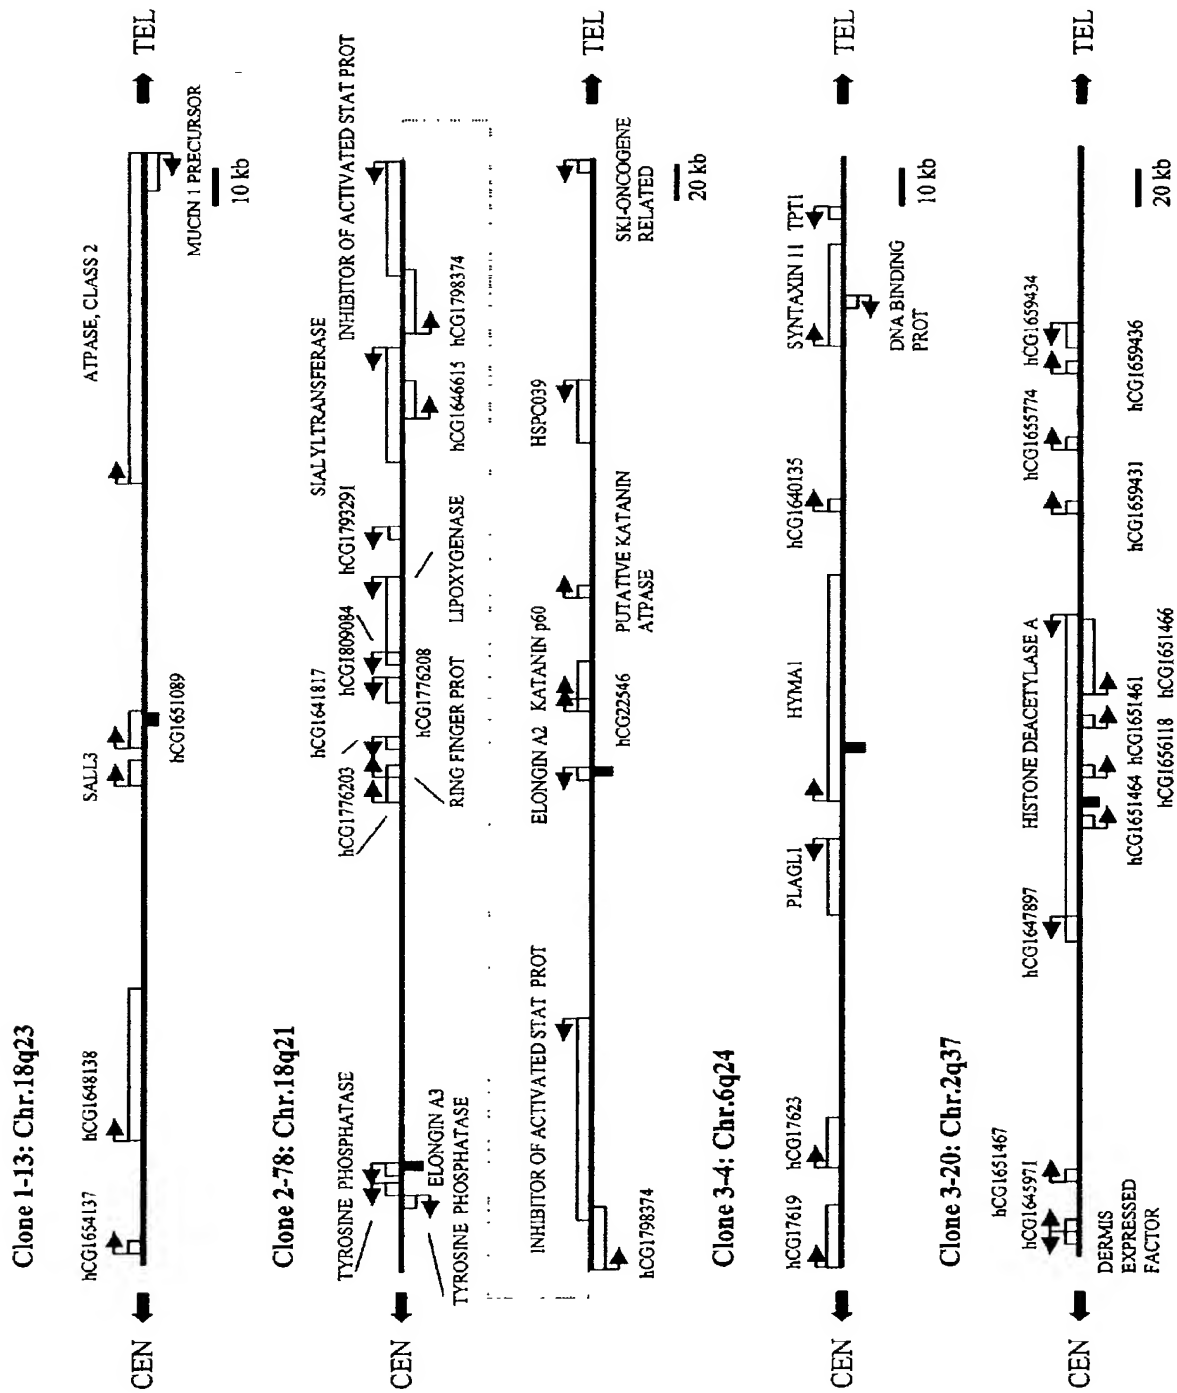 Clone 1-13: Chr.18q23
hCG1654137
hCG1648138
SALL3
ATPASE, CLASS 2
CEN
TEL
hCG1651089
MUCIN 1 PRECURSOR
10 kb
Clone 2-78: Chr.18q21
TYROSINE PHOSPHATASE
hCG1776203
hCG1641817
hCG1809084
hCG1793291
SIALYLTRANSFERASE
INHIBITOR OF ACTIVATED STAT PROT
TYROSINE PHOSPHATASE
ELONGIN A3
RING FINGER PROT
hCG1776208
LIPOXYGENASE
hCG1646615
hCG1798374
INHIBITOR OF ACTIVATED STAT PROT
ELONGIN A2
KATANIN p60
HSPC039
TEL
hCG1798374
hCG22546
PUTATIVE KATANIN
ATPASE
SKI-ONCOGENE
RELATED
20 kb
Clone 3-4: Chr.6q24
hCG17619
hCG17623
PLAGL1
HYMA1
hCG1640135
SYNTAXIN 11
TPT1
CEN
TEL
DNA BINDING
PROT
10 kb
Clone 3-20: Chr.2q37
hCG1651467
hCG1645971
hCG1647897
HISTONE DEACETYLASE A
hCG1655774
hCG1659434
CEN
TEL
DERMIS
EXPRESSED
FACTOR
hCG1651464
hCG1651461
hCG1656118
hCG1651466
hCG1659431
hCG1659436
20 kb